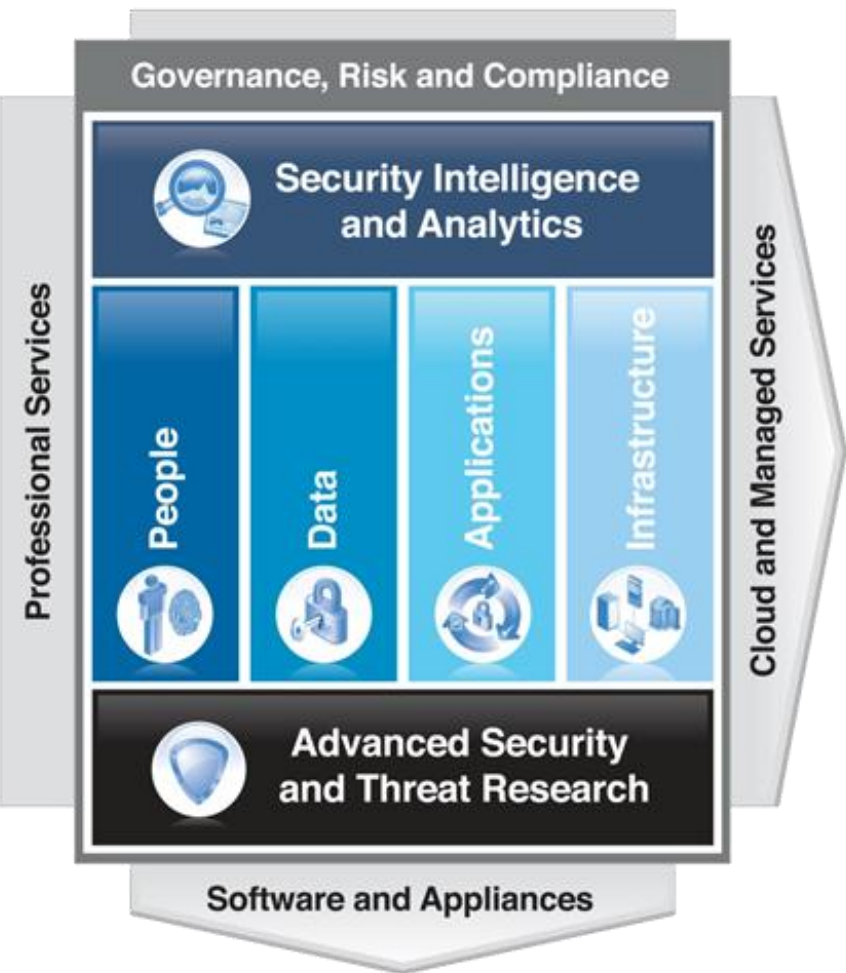 Governance, Risk and Compliance
Security Intelligence
and Analytics
Professional Services
People
Data
Applications
Infrastructure
Cloud and Managed Services
Advanced Security
and Threat Research
Software and Appliances